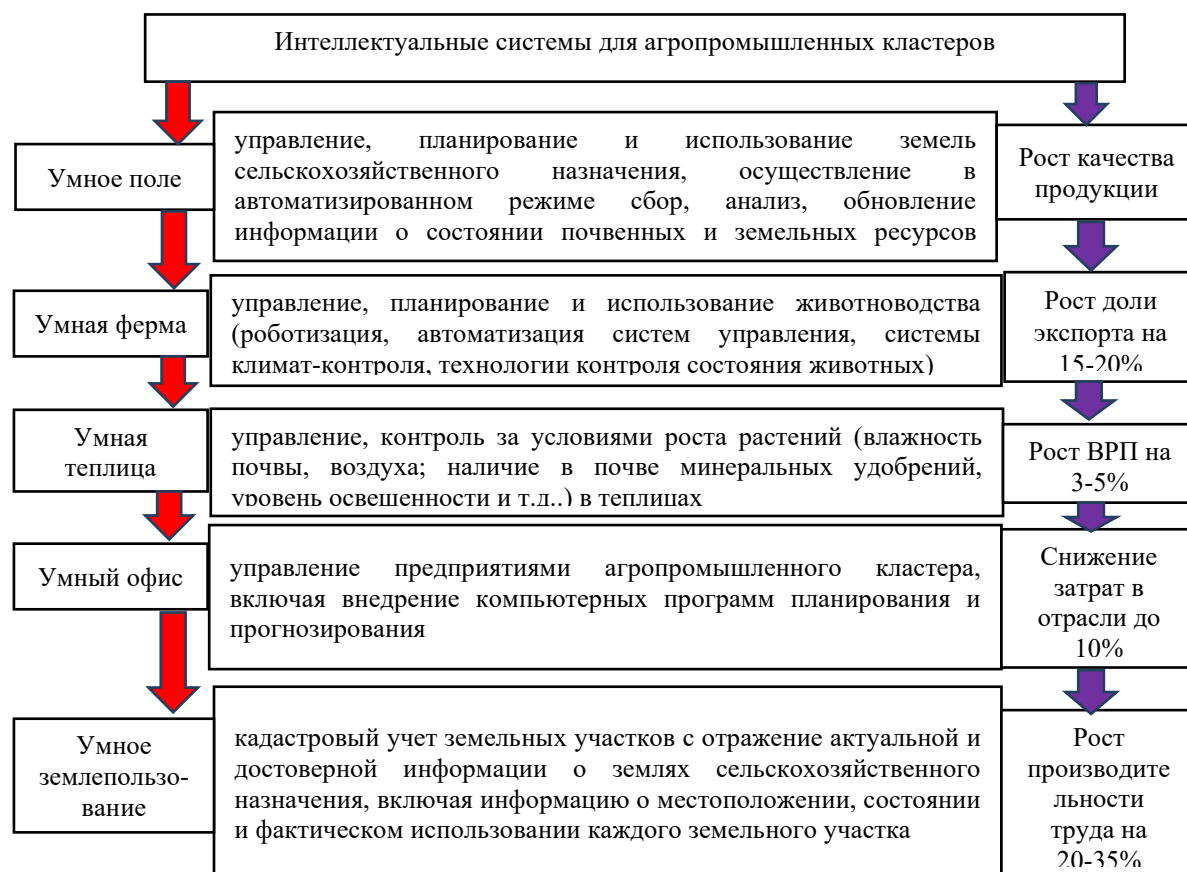 Интеллектуальные системы для агропромышленных кластеров
Умное поле
управление, планирование и использование земель
сельскохозяйственного назначения, осуществление в
автоматизированном режиме сбор, анализ, обновление
информации о состоянии почвенных и земельных ресурсов
Рост качества
продукции
Умная ферма
управление, планирование и использование животноводства
(роботизация, автоматизация систем управления, системы
климат-контроля, технологии контроля состояния животных)
Рост доли
экспорта на
15-20%
Умная
теплица
управление, контроль за условиями роста растений (влажность
почвы, воздуха; наличие в почве минеральных удобрений,
уровень освещенности и т.д..) в теплицах
Рост ВРП на
3-5%
Умный офис
управление предприятиями агропромышленного кластера,
включая внедрение компьютерных программ планирования и
прогнозирования
Снижение
затрат в
отрасли до
10%
Умное
землепользо-
вание
кадастровый учет земельных участков с отражение актуальной и
достоверной информации о землях сельскохозяйственного
назначения, включая информацию о местоположении, состоянии
и фактическом использовании каждого земельного участка
Рост
производите
льности
труда на
20-35%